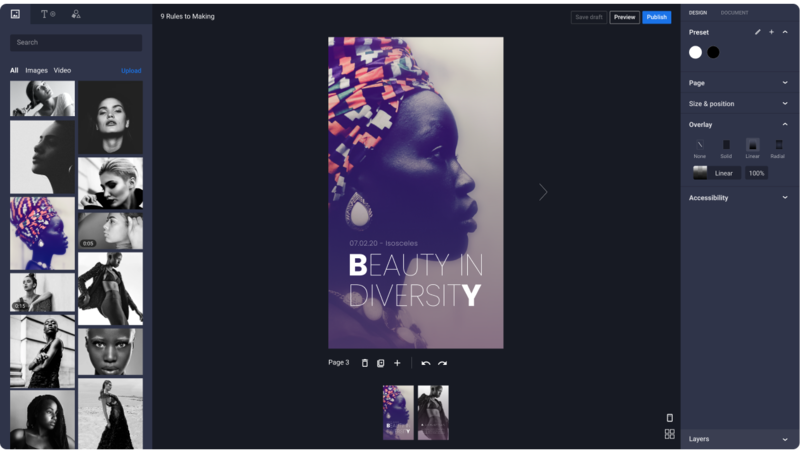 T
9 Rules to Making
Save draft
Preview
Publish
DESIGN
DOCUMENT
Search
Preset
All
Images
Video
Upload
Page
Size & position
Overlay
None
Solid
Linear
Radial
Linear
100%
Accessibility
0:05
0:15
07.02.20 – Isosceles
BEAUTY IN
DIVERSITY
Page 3
Layers